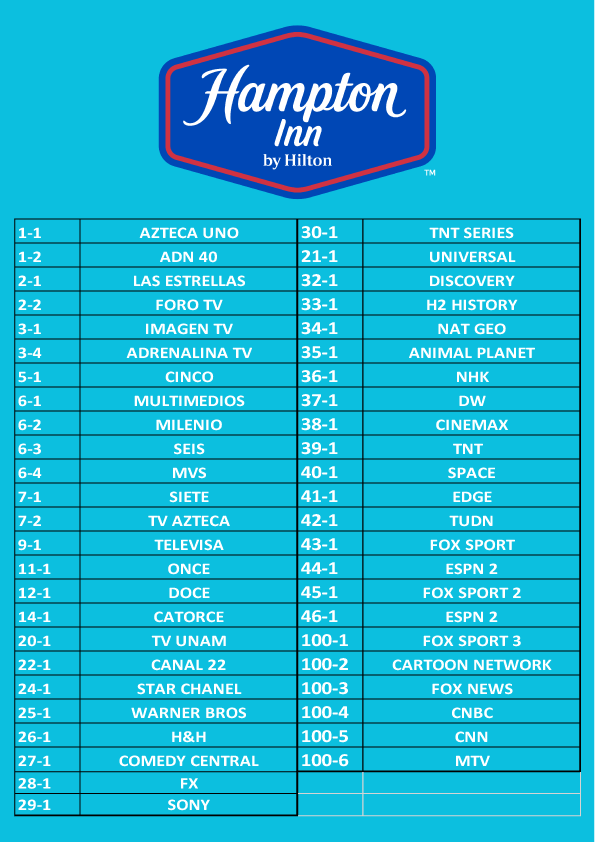 Hampton
Inn
by Hilton
TM
1-1 AZTECA UNO 30-1 TNT SERIES
1-2 ADN 40 21-1 UNIVERSAL
2-1 LAS ESTRELLAS 32-1 DISCOVERY
2-2 FORO TV 33-1 H2 HISTORY
3-1 IMAGEN TV 34-1 NAT GEO
3-4 ADRENALINA TV 35-1 ANIMAL PLANET
5-1 CINCO 36-1 NHK
6-1 MULTIMEDIOS 37-1 DW
6-2 MILENIO 38-1 CINEMAX
6-3 SEIS 39-1 TNT
6-4 MVS 40-1 SPACE
7-1 SIETE 41-1 EDGE
7-2 TV AZTECA 42-1 TUDN
9-1 TELEVISA 43-1 FOX SPORT
11-1 ONCE 44-1 ESPN 2
12-1 DOCE 45-1 FOX SPORT 2
14-1 CATORCE 46-1 ESPN 2
20-1 TV UNAM 100-1 FOX SPORT 3
22-1 CANAL 22 100-2 CARTOON NETWORK
24-1 STAR CHANEL 100-3 FOX NEWS
25-1 WARNER BROS 100-4 CNBC
26-1 H&H 100-5 CNN
27-1 COMEDY CENTRAL 100-6 MTV
28-1 FX
29-1 SONY